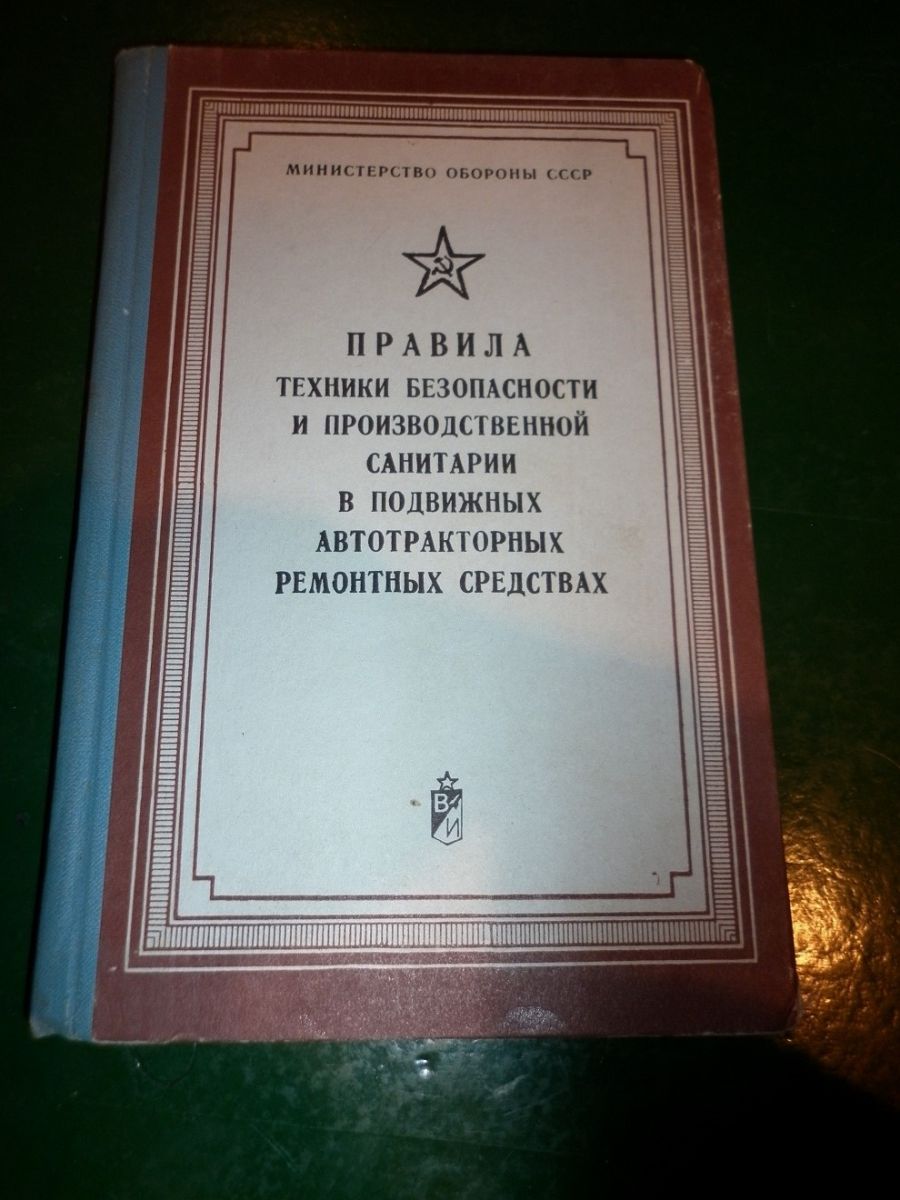 МИНИСТЕРСТВО ОБОРОНЫ СССР
ПРАВИЛА
ТЕХНИКИ БЕЗОПАСНОСТИ
И ПРОИЗВОДСТВЕННОЙ
САНИТАРИИ
В ПОДВИЖНЫХ
АВТОТРАКТОРНЫХ
РЕМОНТНЫХ СРЕДСТВАХ
В
И